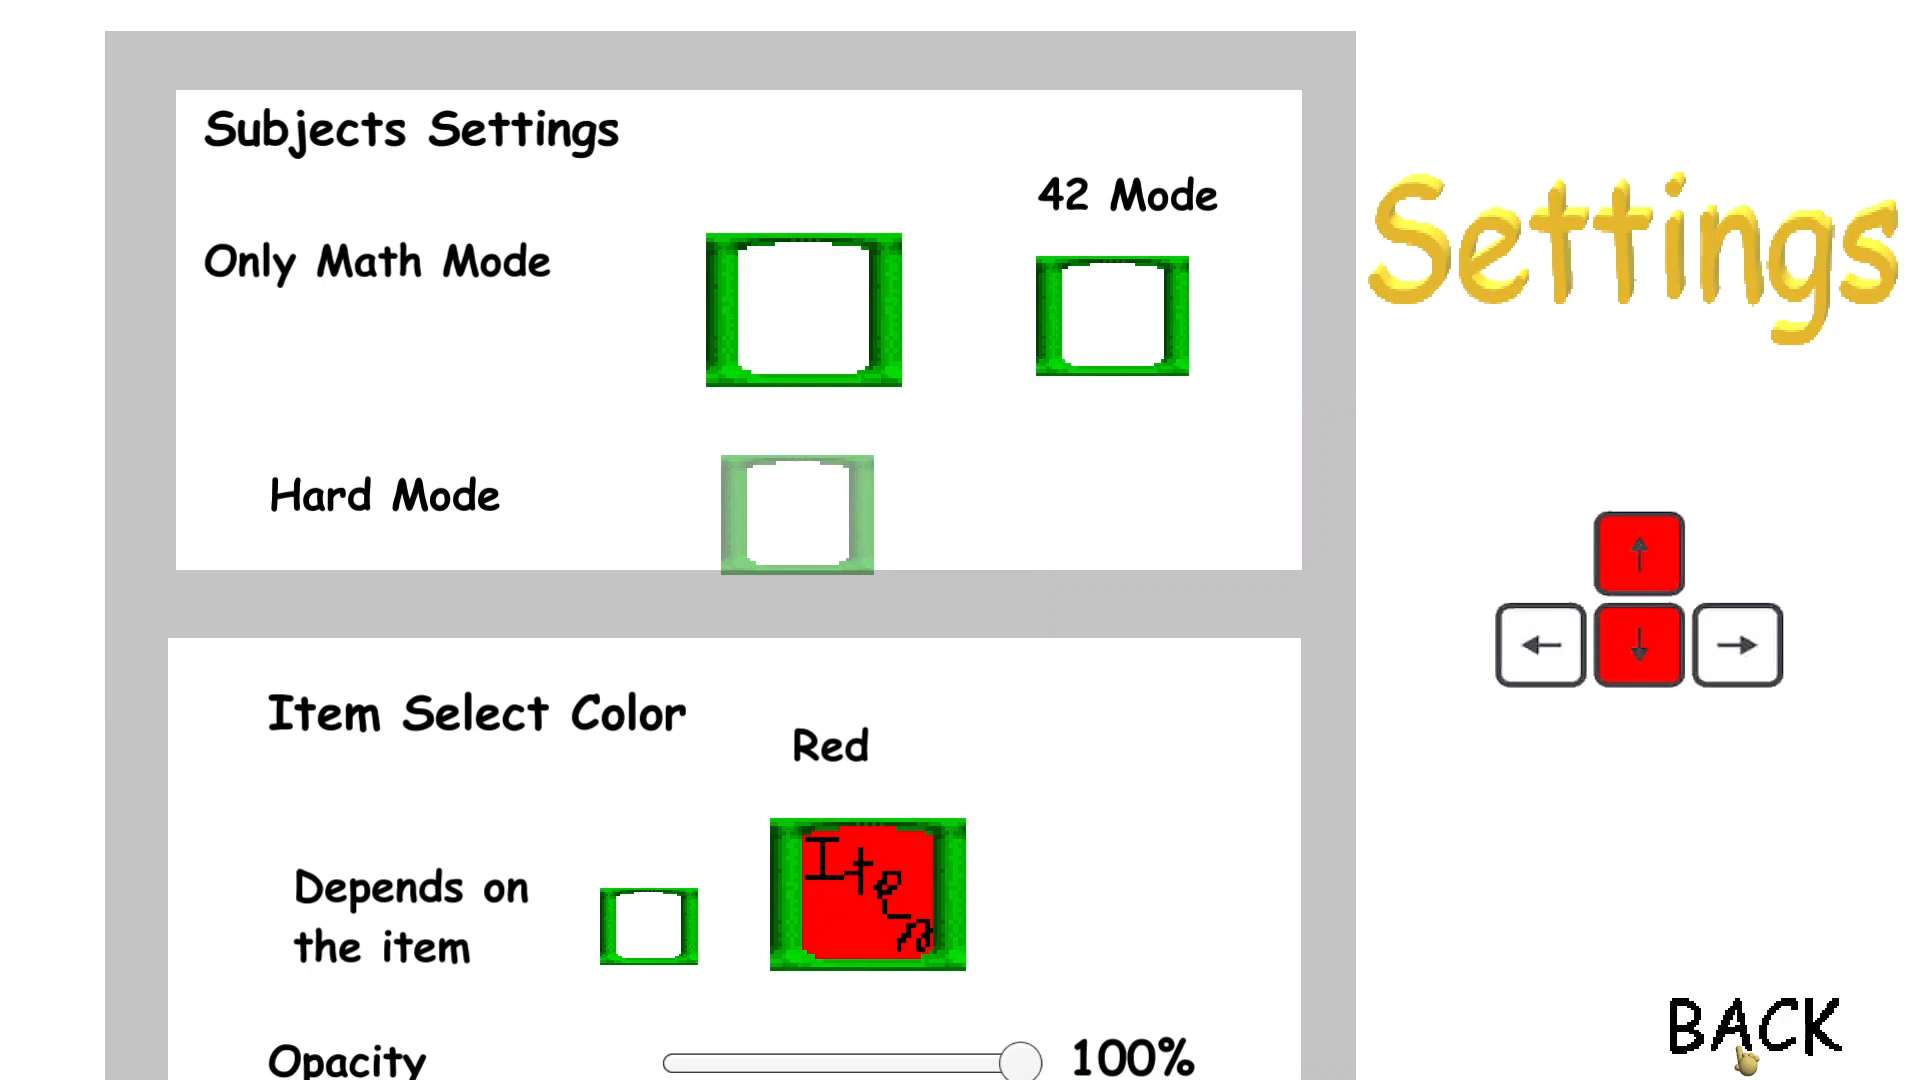 Subjects Settings
42 Mode
Only Math Mode
Hard Mode
Settings
Item Select Color
Red
Depends on
the item
Item
Opacity
100%
BACK